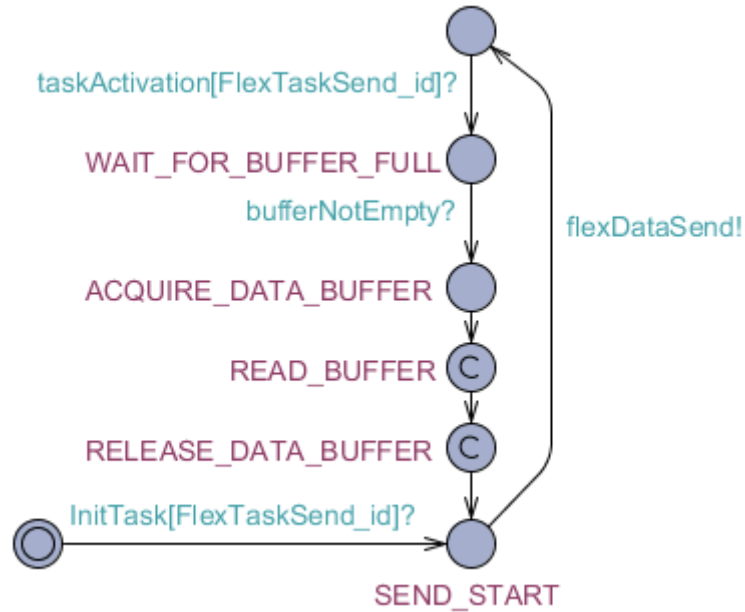 taskActivation[FlexTaskSend_id]?
WAIT_FOR_BUFFER_FULL
bufferNotEmpty?
flexDataSend!
ACQUIRE_DATA_BUFFER
READ_BUFFER
C
RELEASE_DATA_BUFFER
C
InitTask[FlexTaskSend_id]?
SEND_START